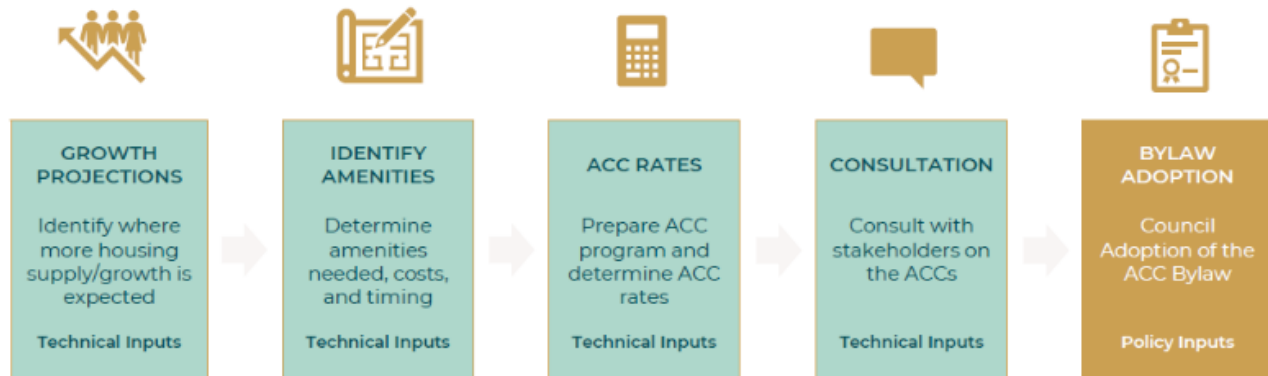 GROWTH
PROJECTIONS
Identify where
more housing
supply/growth is
expected
Technical Inputs
IDENTIFY
AMENITIES
Determine
amenities
needed, costs,
and timing
Technical Inputs
ACC RATES
Prepare ACC
program and
determine ACC
rates
Technical Inputs
CONSULTATION
Consult with
stakeholders on
the ACCs
Technical Inputs
BYLAW
ADOPTION
Council
Adoption of the
ACC Bylaw
Policy Inputs